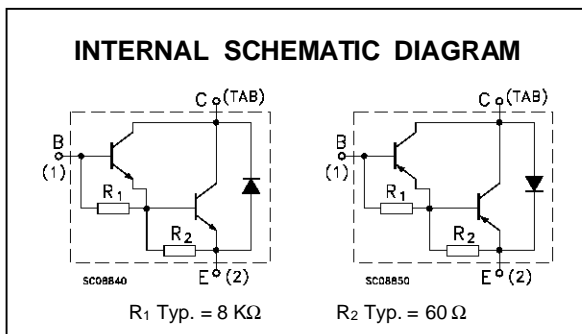 INTERNAL SCHEMATIC DIAGRAM
C (TAB)
C (TAB)
B
(1)
B
(1)
R1
R1
R2
R2
SC08840
E (2)
SC08850
E (2)
R1 Typ. = 8 KΩ
R2 Typ. = 60 Ω